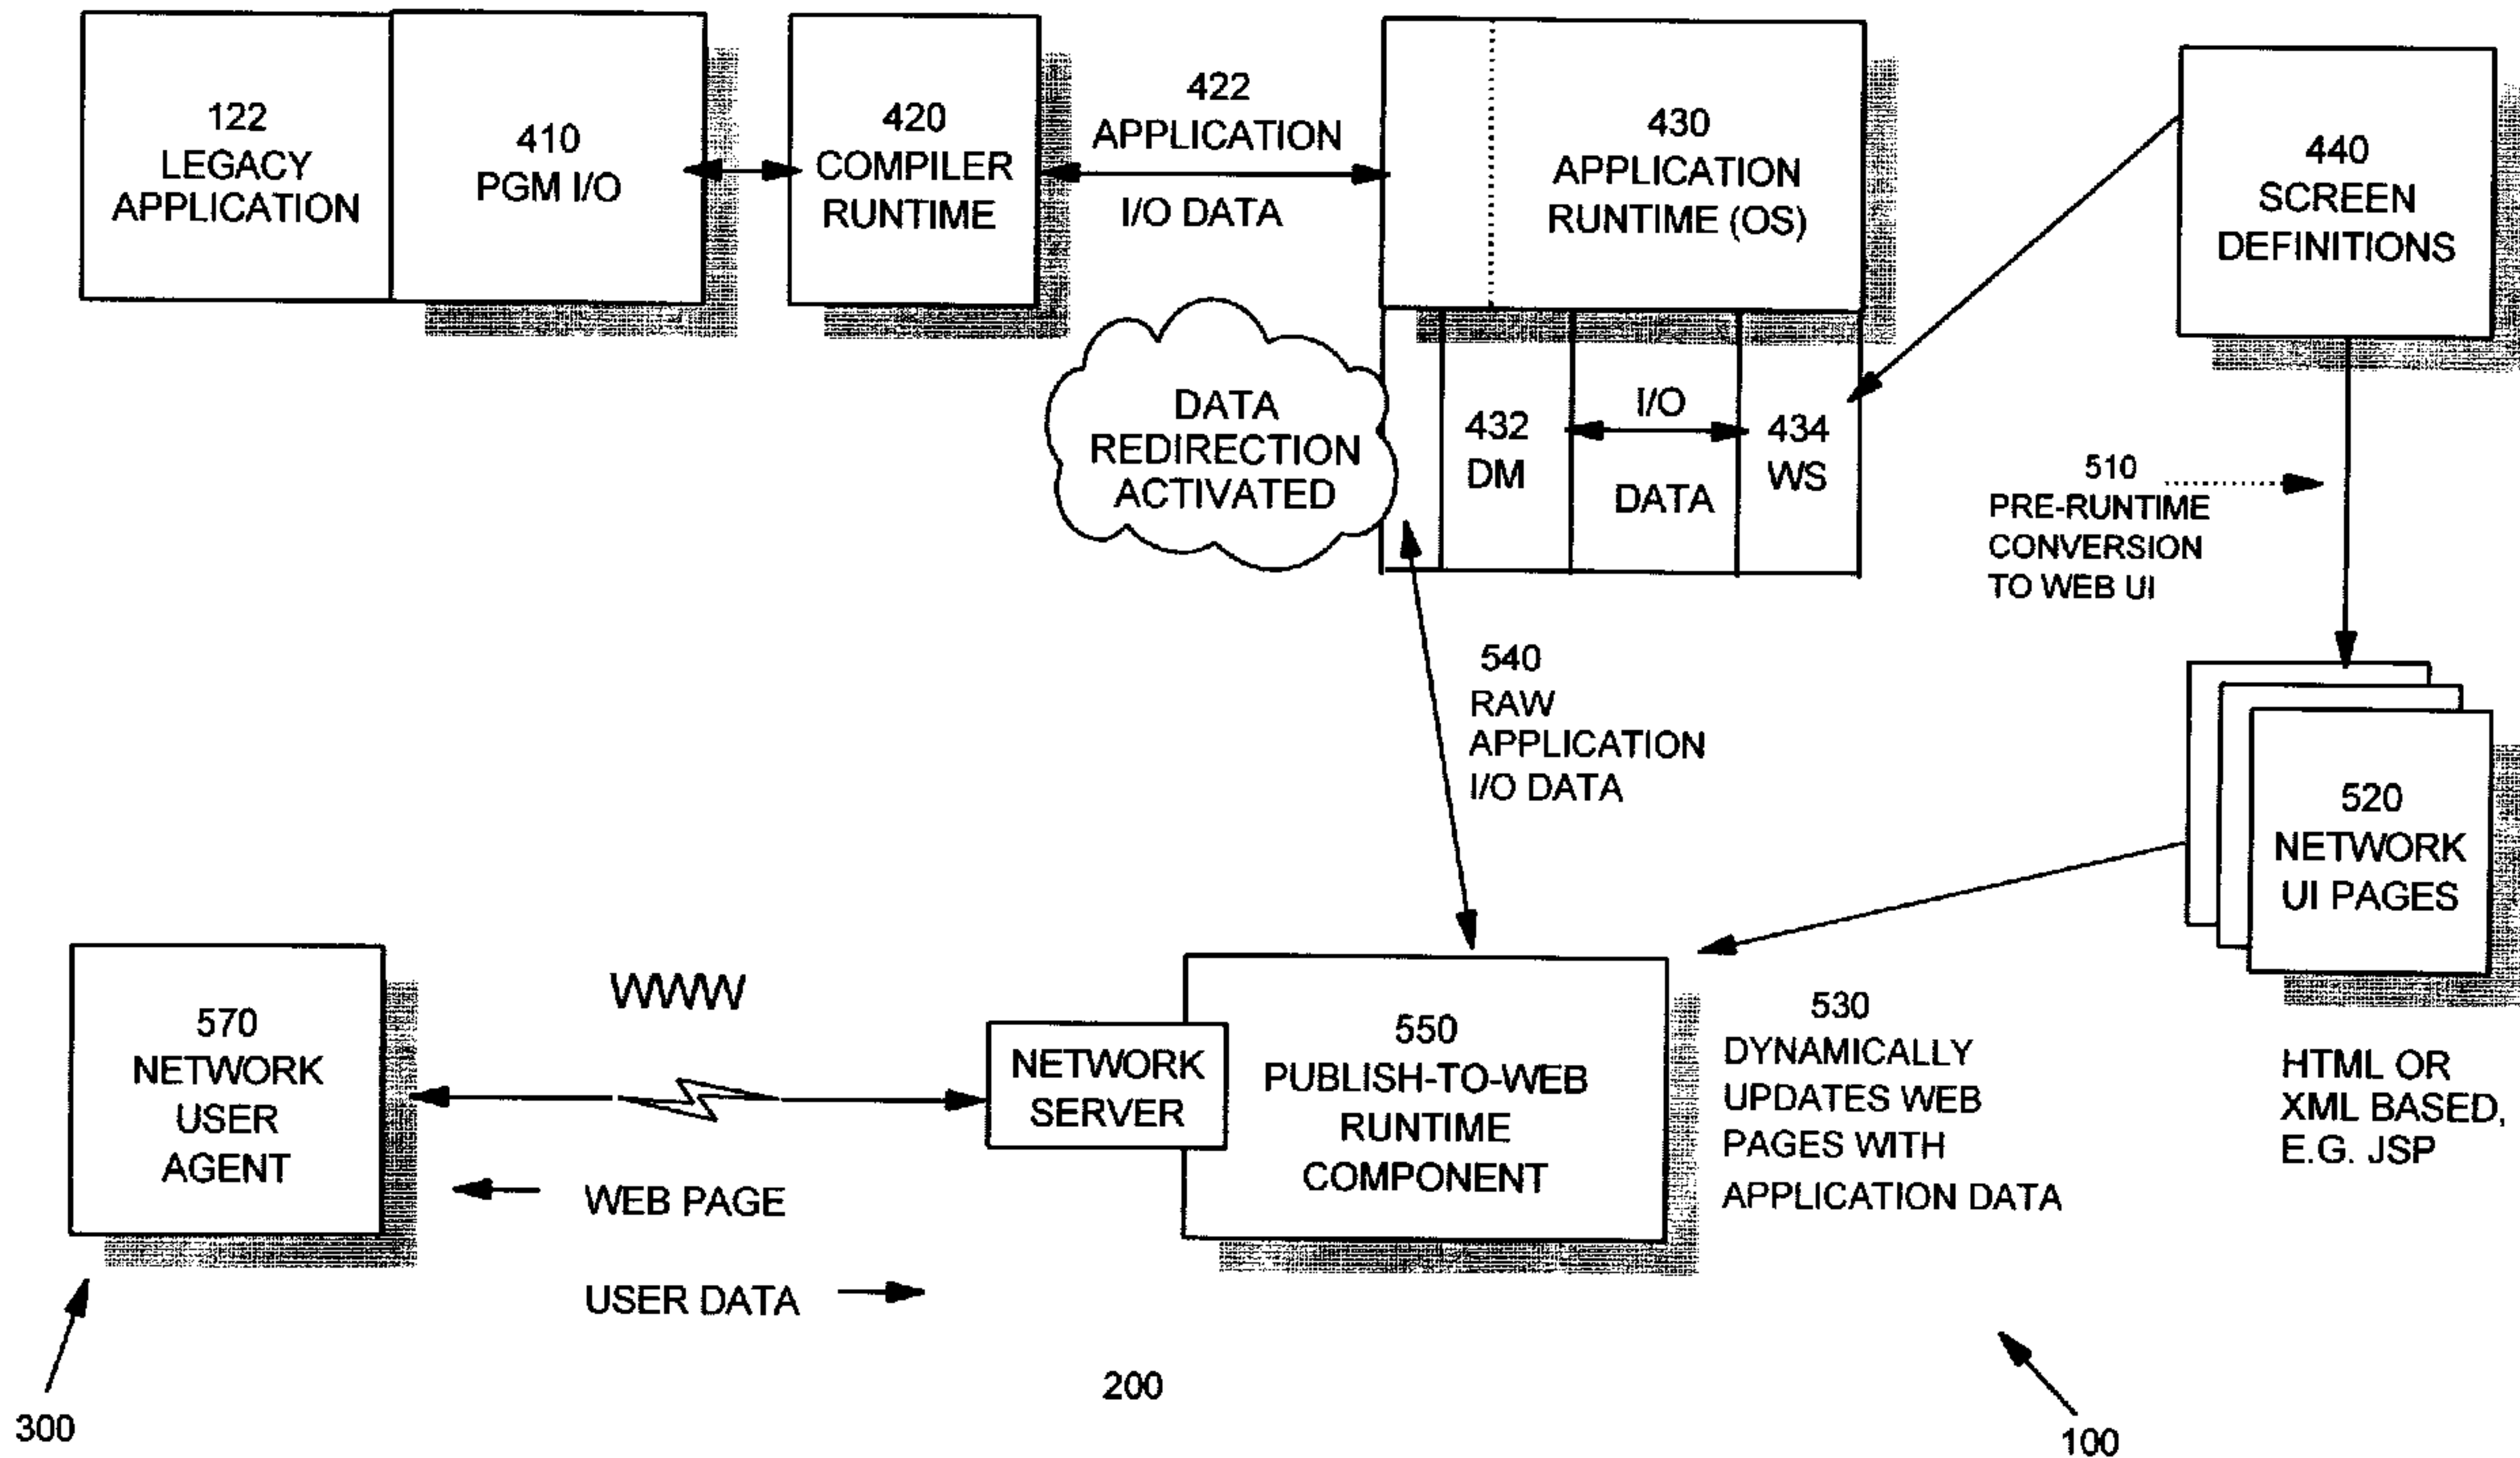 122
LEGACY
APPLICATION
410
PGM I/O
420
COMPILER
RUNTIME
422
APPLICATION
I/O DATA
430
APPLICATION
RUNTIME (OS)
440
SCREEN
DEFINITIONS
DATA
REDIRECTION
ACTIVATED
432
DM
I/O
DATA
434
WS
510
PRE-RUNTIME
CONVERSION
TO WEB UI
540
RAW
APPLICATION
I/O DATA
520
NETWORK
UI PAGES
HTML OR
XML BASED,
E.G. JSP
570
NETWORK
USER
AGENT
WWW
WEB PAGE
USER DATA
NETWORK
SERVER
550
PUBLISH-TO-WEB
RUNTIME
COMPONENT
530
DYNAMICALLY
UPDATES WEB
PAGES WITH
APPLICATION DATA
300
200
100